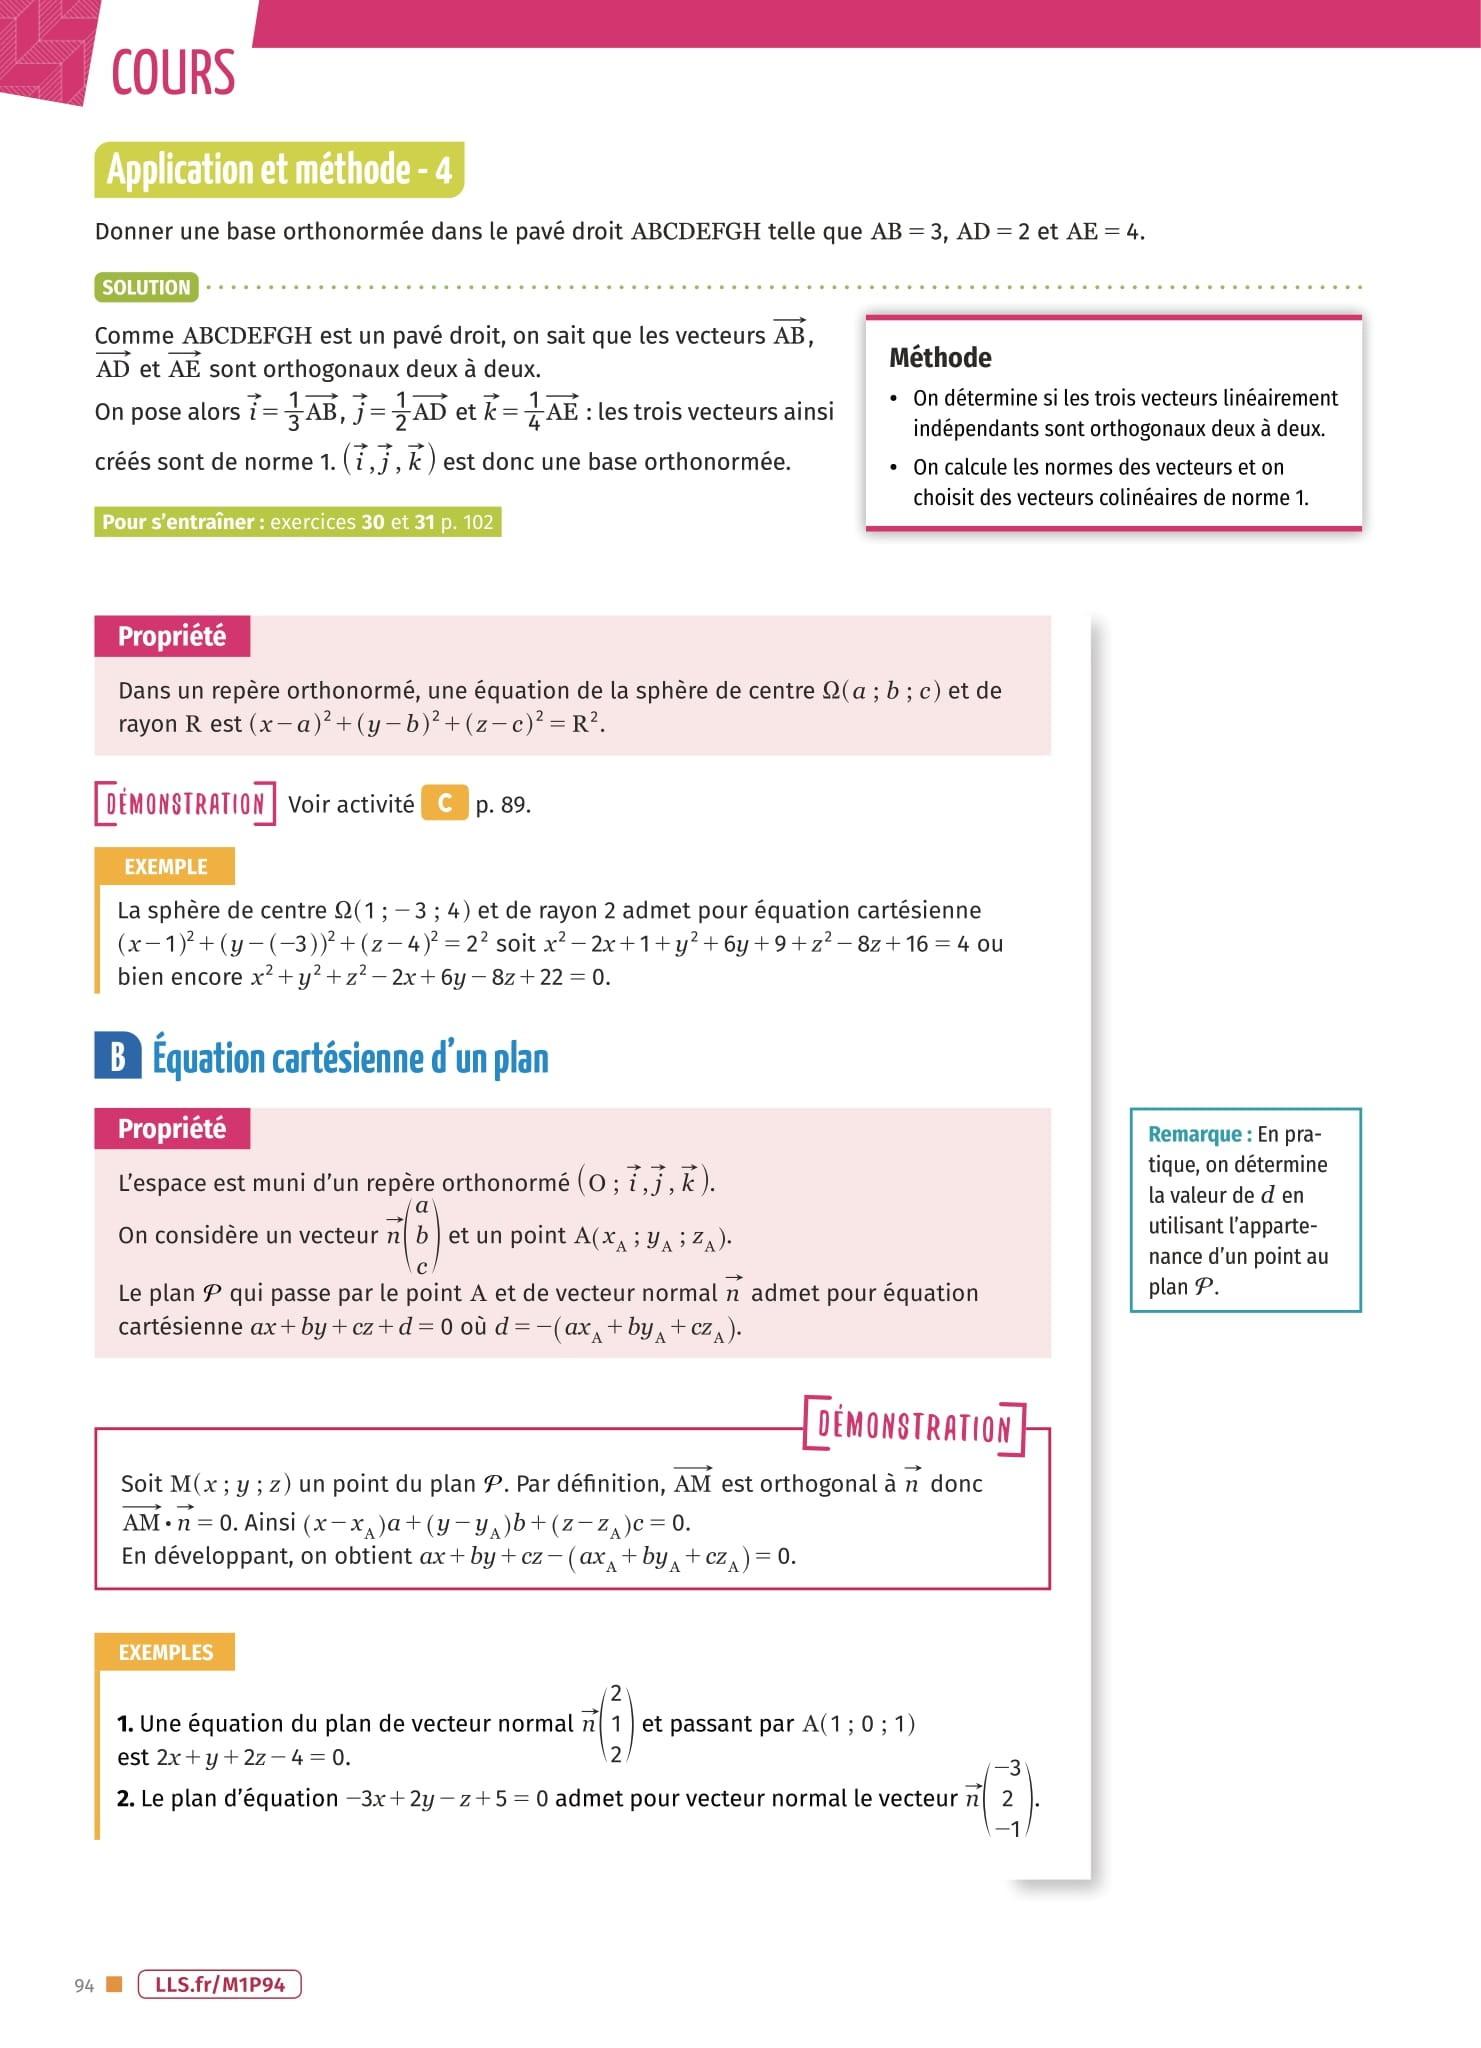 COURS
Application et méthode - 4
Donner une base orthonormée dans le pavé droit ABCDEFGH telle que AB = 3, AD = 2 et AE = 4.
SOLUTION
Comme ABCDEFGH est un pavé droit, on sait que les vecteurs $\overrightarrow{AB}$,
$\overrightarrow{AD}$ et $\overrightarrow{AE}$ sont orthogonaux deux à deux.
On pose alors $\vec{i} = \frac{1}{3}\overrightarrow{AB}$, $\vec{j} = \frac{1}{2}\overrightarrow{AD}$ et $\vec{k} = \frac{1}{4}\overrightarrow{AE}$ : les trois vecteurs ainsi
créés sont de norme 1. $(\vec{i}, \vec{j}, \vec{k})$ est donc une base orthonormée.
Pour s'entraîner : exercices 30 et 31 p. 102
Méthode
• On détermine si les trois vecteurs linéairement
indépendants sont orthogonaux deux à deux.
• On calcule les normes des vecteurs et on
choisit des vecteurs colinéaires de norme 1.
Propriété
Dans un repère orthonormé, une équation de la sphère de centre Ω(a ; b ; c) et de
rayon R est $(x-a)^2+(y-b)^2+(z-c)^2 = R^2$.
DÉMONSTRATION Voir activité C p. 89.
EXEMPLE
La sphère de centre Ω(1 ; −3 ; 4) et de rayon 2 admet pour équation cartésienne
$(x-1)^2+(y-(-3))^2+(z-4)^2 = 2^2$ soit $x^2-2x+1+y^2+6y+9+z^2-8z+16 = 4$ ou
bien encore $x^2+y^2+z^2-2x+6y-8z+22 = 0$.
B Équation cartésienne d'un plan
Propriété
L'espace est muni d'un repère orthonormé $(O ; \vec{i}, \vec{j}, \vec{k})$.
On considère un vecteur $\vec{n}\begin{pmatrix} a \\ b \\ c \end{pmatrix}$ et un point $A(x_A ; y_A ; z_A)$.
Le plan $\mathcal{P}$ qui passe par le point A et de vecteur normal $\vec{n}$ admet pour équation
cartésienne $ax+by+cz+d = 0$ où $d = -(ax_A+by_A+cz_A)$.
Remarque : En pra-
tique, on détermine
la valeur de d en
utilisant l'apparte-
nance d'un point au
plan $\mathcal{P}$.
DÉMONSTRATION
Soit M(x ; y ; z) un point du plan $\mathcal{P}$. Par définition, $\overrightarrow{AM}$ est orthogonal à $\vec{n}$ donc
$\overrightarrow{AM} \cdot \vec{n} = 0$. Ainsi $(x-x_A)a+(y-y_A)b+(z-z_A)c = 0$.
En développant, on obtient $ax+by+cz-(ax_A+by_A+cz_A) = 0$.
EXEMPLES
1. Une équation du plan de vecteur normal $\vec{n}\begin{pmatrix} 2 \\ 1 \\ 2 \end{pmatrix}$ et passant par A(1 ; 0 ; 1)
est $2x+y+2z-4 = 0$.
2. Le plan d'équation $-3x+2y-z+5 = 0$ admet pour vecteur normal le vecteur $\vec{n}\begin{pmatrix} -3 \\ 2 \\ -1 \end{pmatrix}$.
94 LLS.fr/M1P94